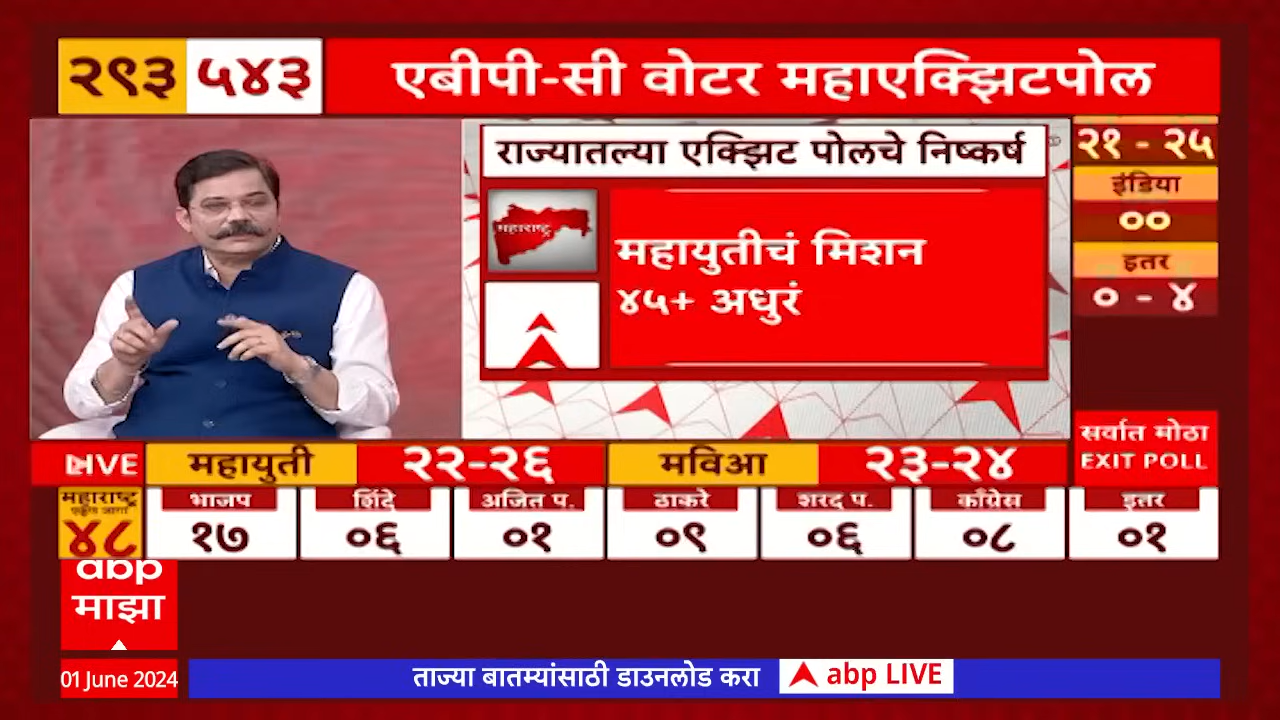 २९३
५४३
एबीपी-सी वोटर महाएक्झिटपोल
राज्यातल्या एक्झिट पोलचे निष्कर्ष
महाराष्ट्र
महायुतीचं मिशन
४५+ अधुरं
२१ - २५
इंडिया
००
इतर
० - ४
सर्वात मोठा
EXIT POLL
LIVE
महायुती
२२-२६
मविआ
२३-२४
महाराष्ट्र
एकूण जागा
४८
भाजप
१७
शिंदे
०६
अजित प.
०१
ठाकरे
०९
शरद प.
०६
काँग्रेस
०८
इतर
०१
abp
माझा
01 June 2024
ताज्या बातम्यांसाठी डाउनलोड करा
abp LIVE